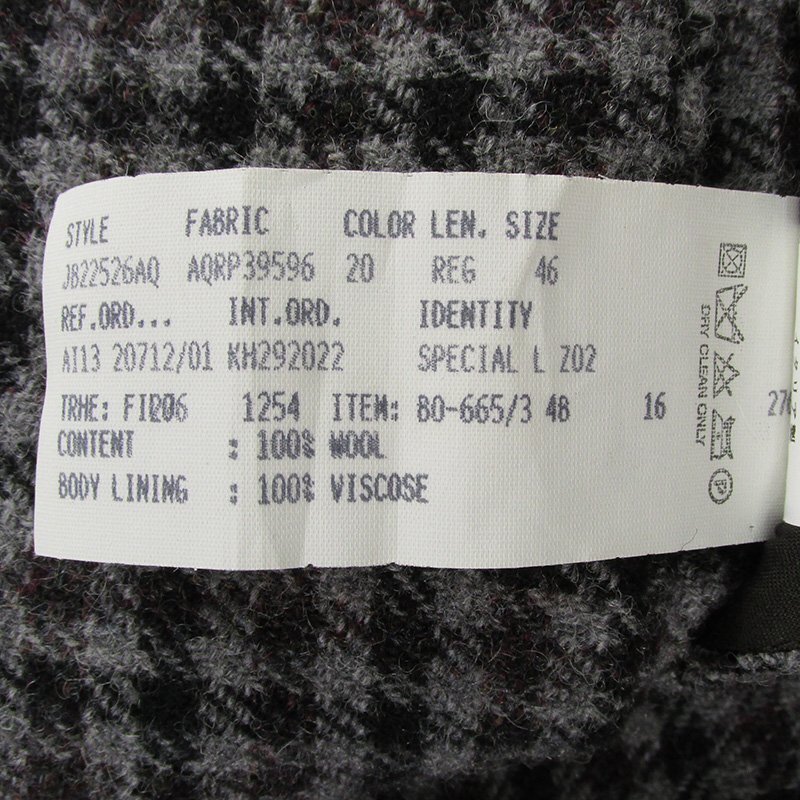 STYLE FABRIC COLOR LEN. SIZE
J822526AQ AQRP39596 20 REG 46
REF.ORD... INT.ORD. IDENTITY
AI13 20712/01 KH292022 SPECIAL L Z02
TRHE: 1254 ITEM: BO-665/3 48 16
CONTENT : 100% WOOL
BODY LINING : 100% VISCOSE
DRY CLEAN ONLY
P